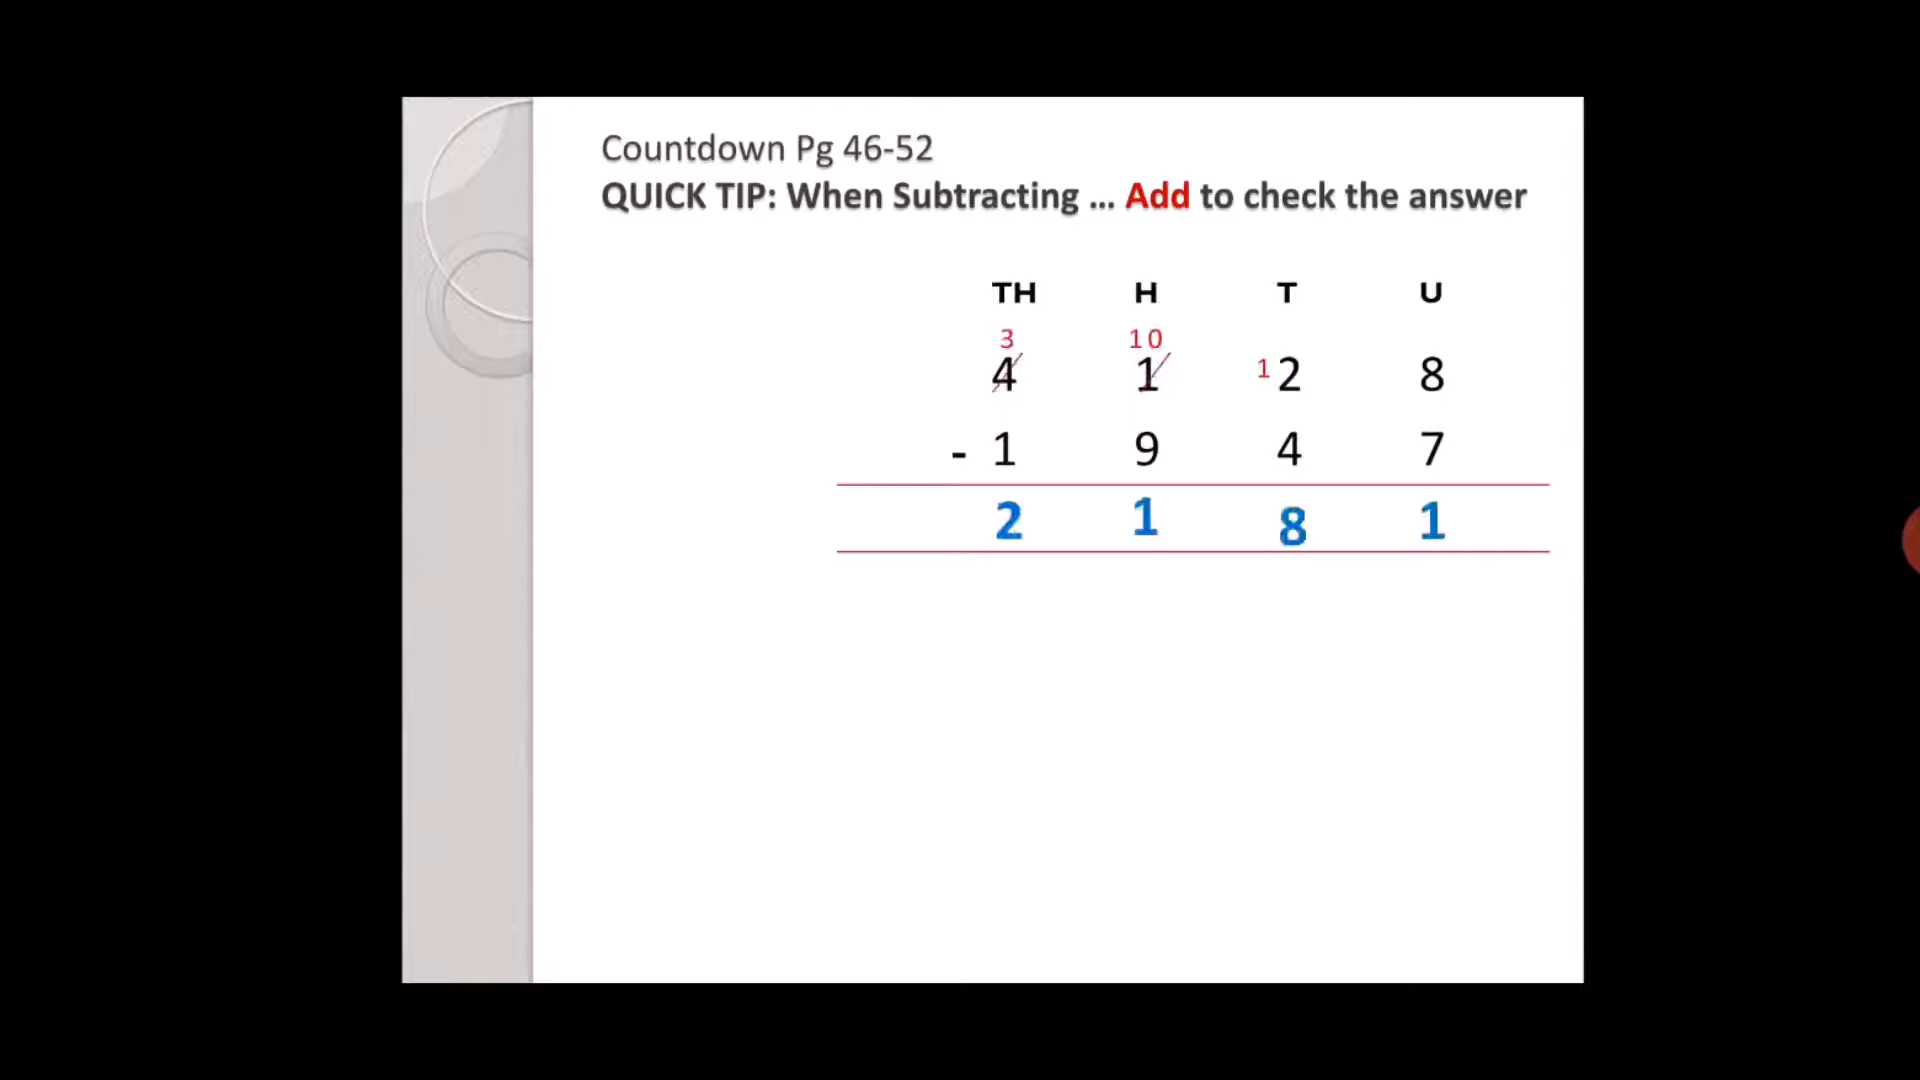 Countdown Pg 46-52
QUICK TIP: When Subtracting ... Add to check the answer
TH H T U
3 10
4 1 12 8
- 1 9 4 7
2 1 8 1